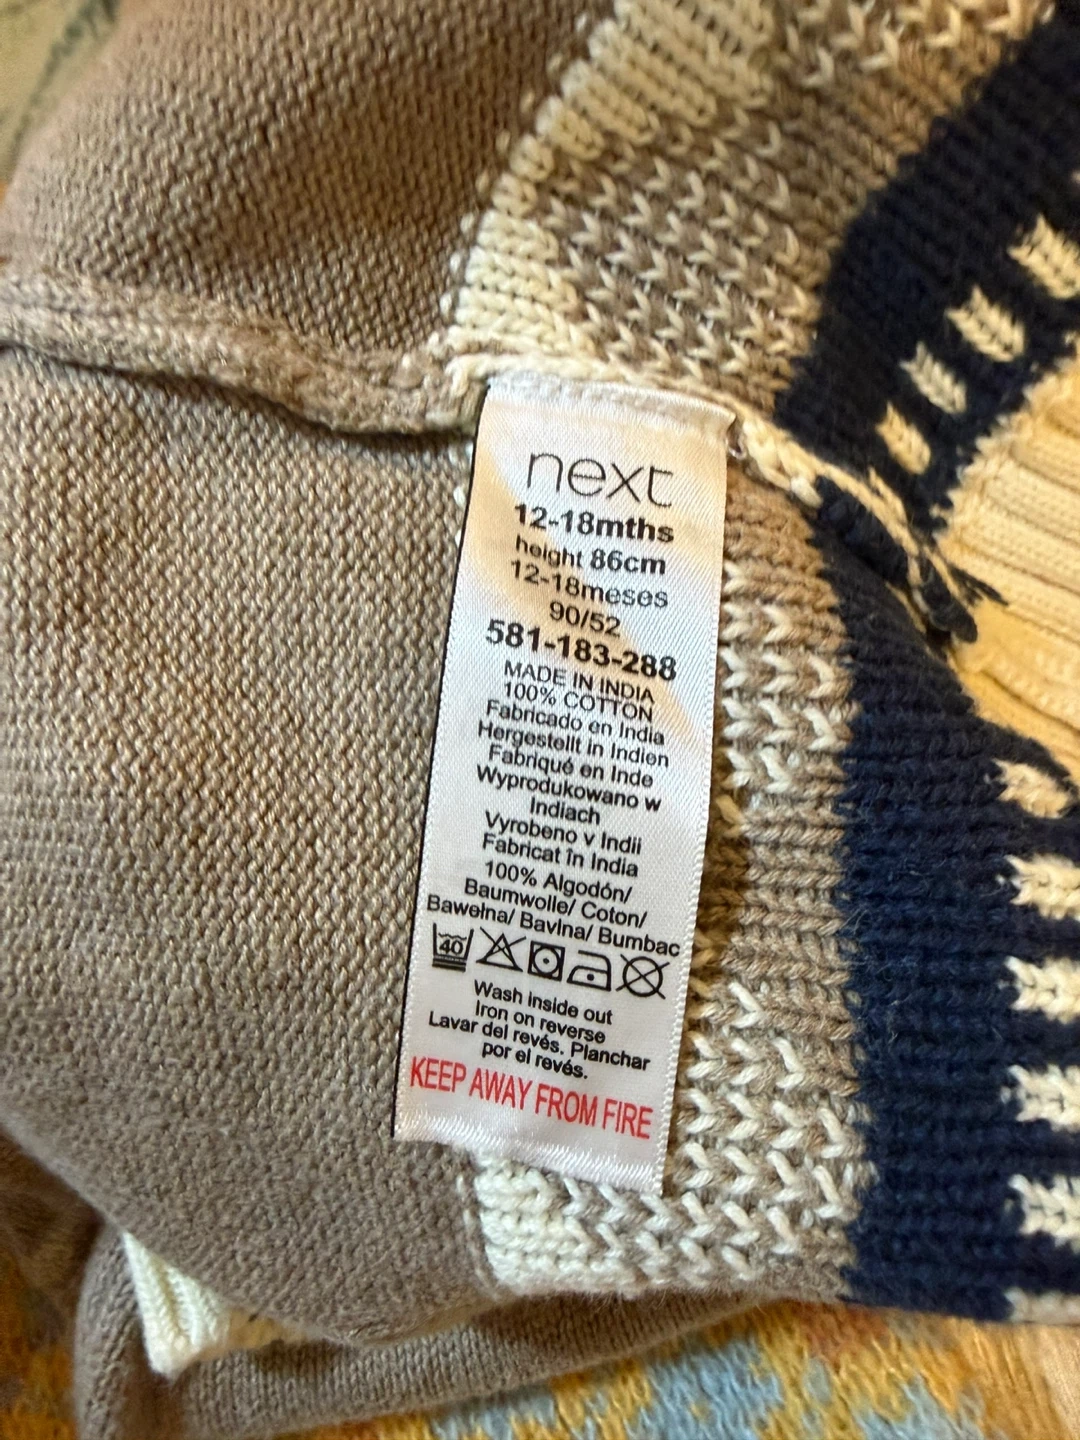 next
12-18mths
height 86cm
12-18meses
90/52
581-183-288
MADE IN INDIA
100% COTTON
Fabricado en India
Hergestellt in Indien
Fabriqué en Inde
Wyprodukowano w
Indiach
Vyrobeno v Indii
Fabricat în India
100% Algodón/
Baumwolle/ Coton/
Bawełna/ Bavlna/ Bumbac
40
Wash inside out
Iron on reverse
Lavar del revés. Planchar
por el revés.
KEEP AWAY FROM FIRE